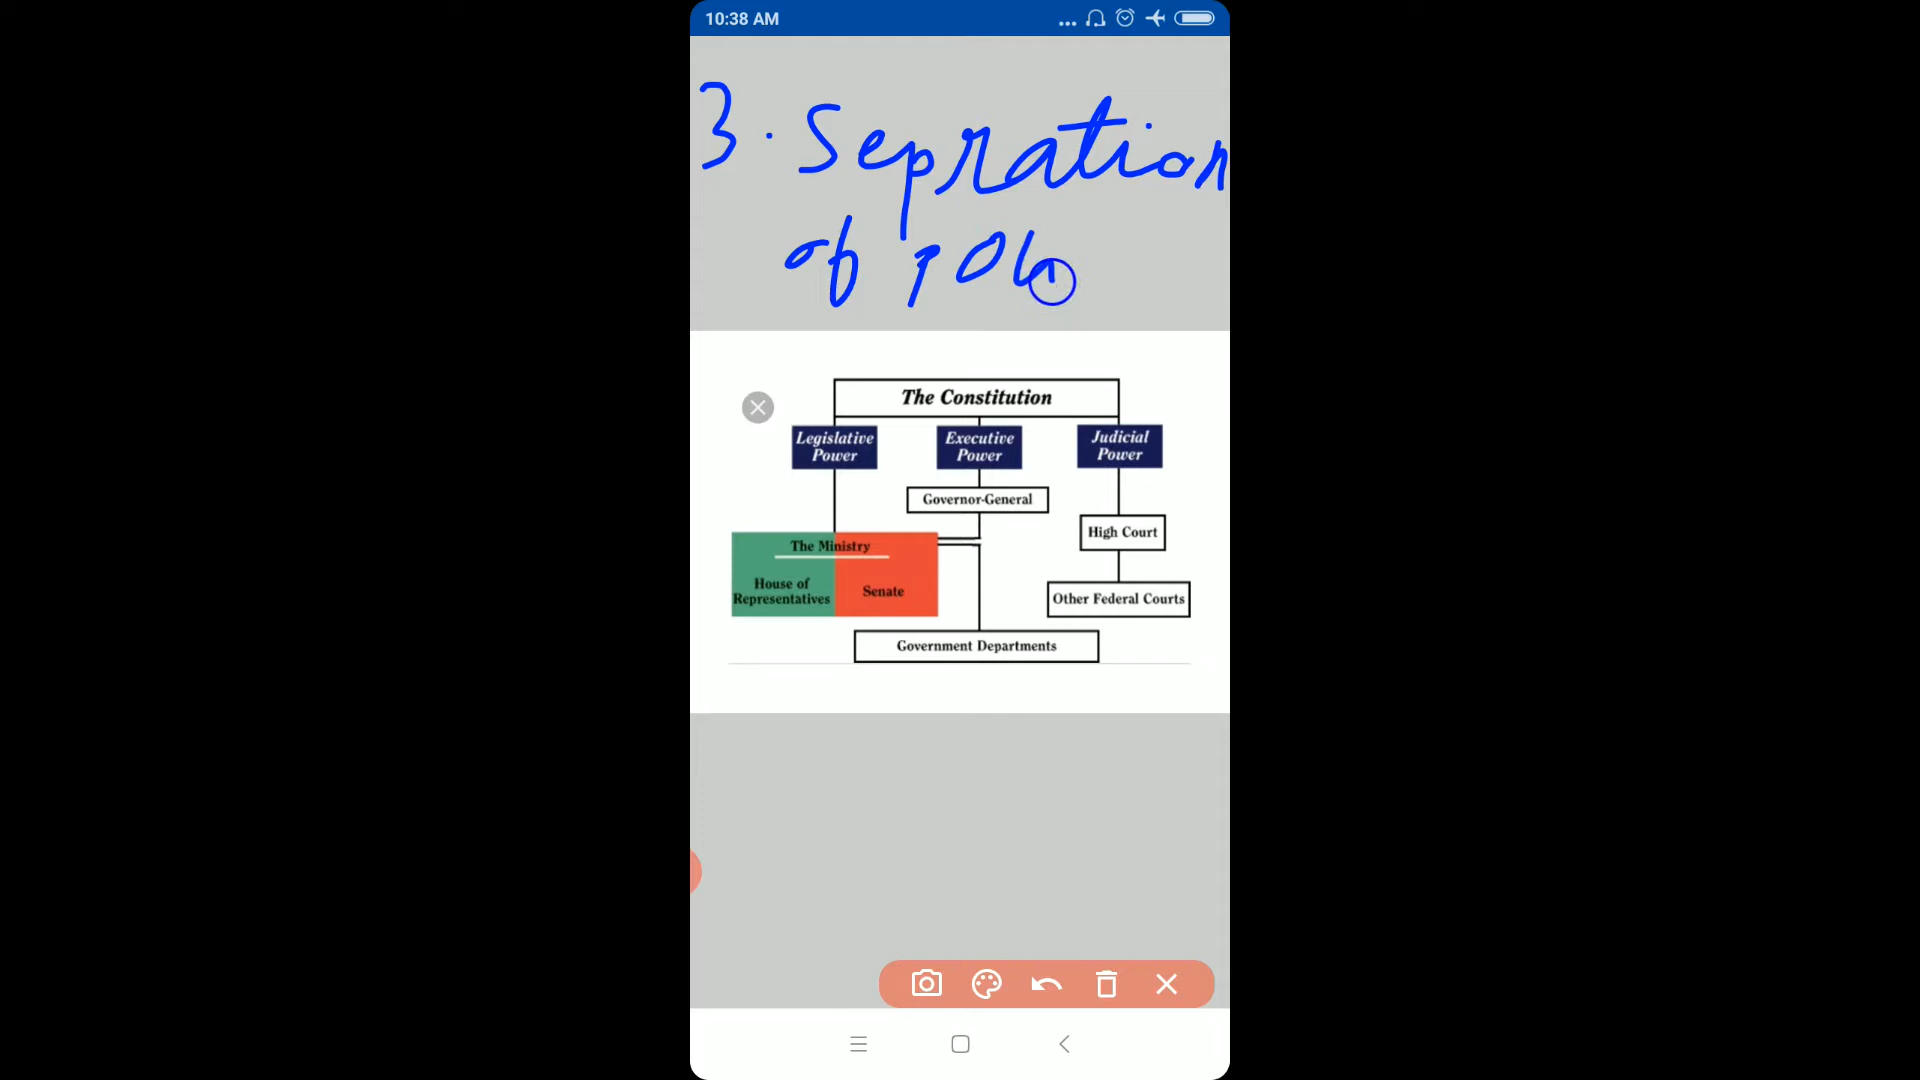 10:38 AM
3. Sepration
of pow
The Constitution
Legislative Power
Executive Power
Judicial Power
Governor-General
High Court
The Ministry
House of Representatives
Senate
Other Federal Courts
Government Departments